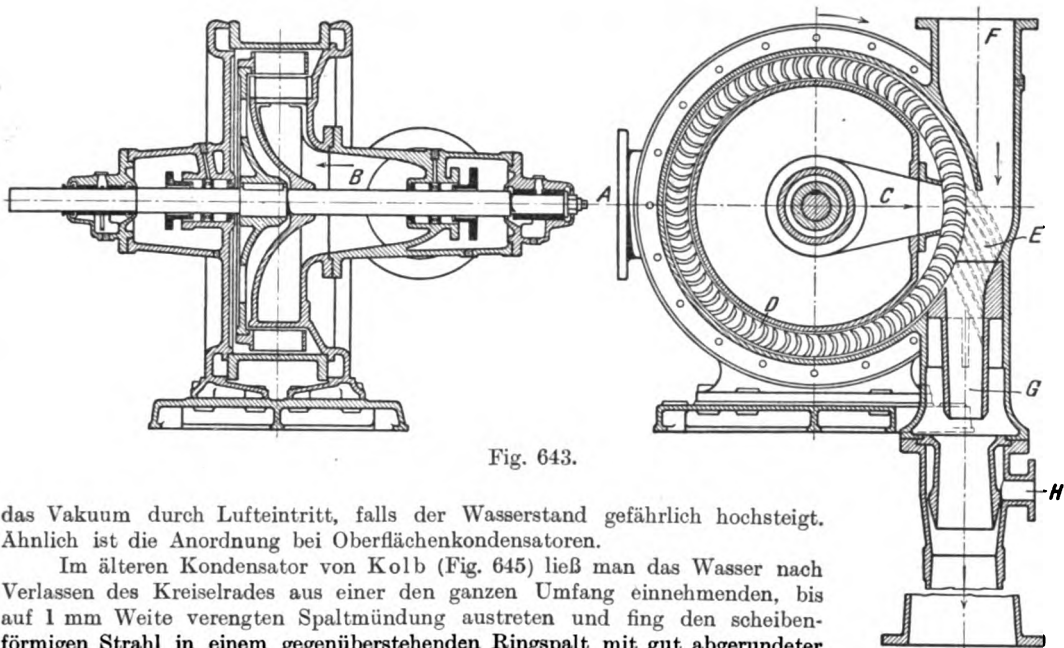 F
B
A
C
E
D
G
H
Fig. 643.
das Vakuum durch Lufteintritt, falls der Wasserstand gefährlich hochsteigt.
Ähnlich ist die Anordnung bei Oberflächenkondensatoren.
Im älteren Kondensator von Kolb (Fig. 645) ließ man das Wasser nach
Verlassen des Kreiselrades aus einer den ganzen Umfang einnehmenden, bis
auf 1 mm Weite verengten Spaltmündung austreten und fing den scheiben-
förmigen Strahl in einem gegenüberstehenden Ringspalt mit gut abgerundeter